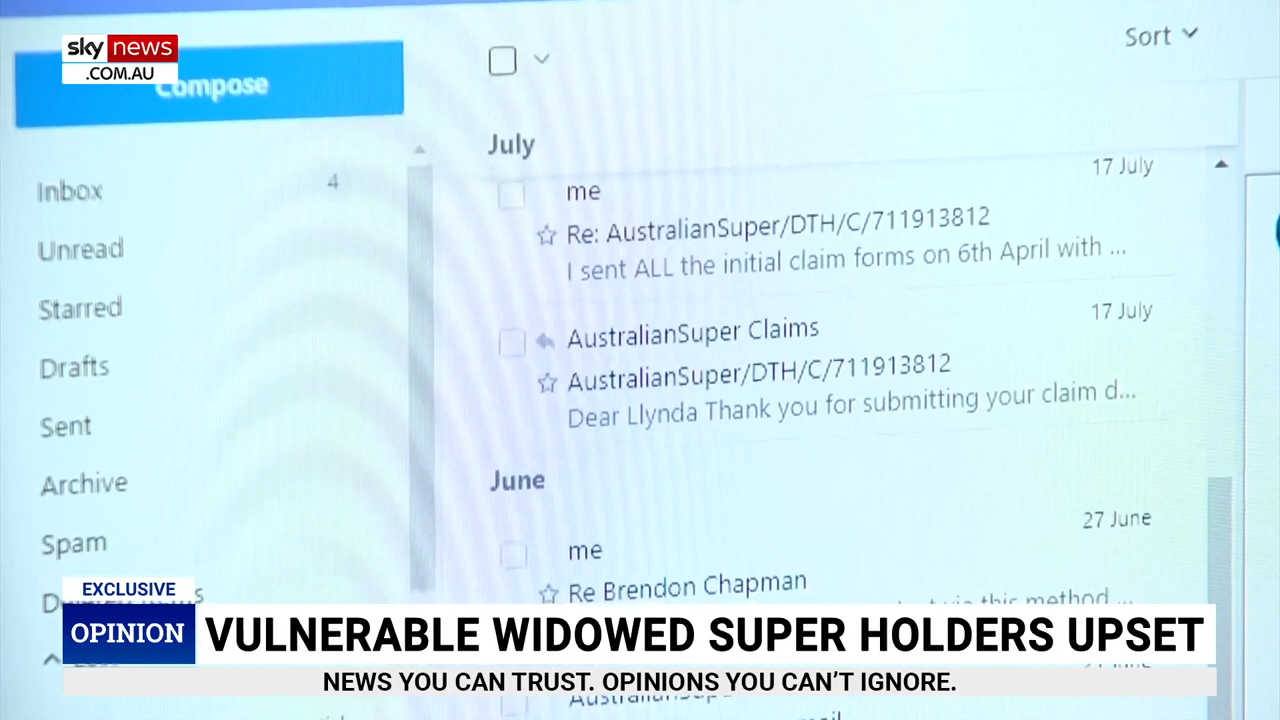 sky news
.COM.AU
Compose
Sort
Inbox 4
Unread
Starred
Drafts
Sent
Archive
Spam
July
17 July
me
Re: AustralianSuper/DTH/C/711913812
I sent ALL the initial claim forms on 6th April with ...
17 July
AustralianSuper Claims
AustralianSuper/DTH/C/711913812
Dear Llynda Thank you for submitting your claim d...
June
27 June
me
Re Brendon Chapman
via this method ...
EXCLUSIVE
OPINION
VULNERABLE WIDOWED SUPER HOLDERS UPSET
NEWS YOU CAN TRUST. OPINIONS YOU CAN'T IGNORE.